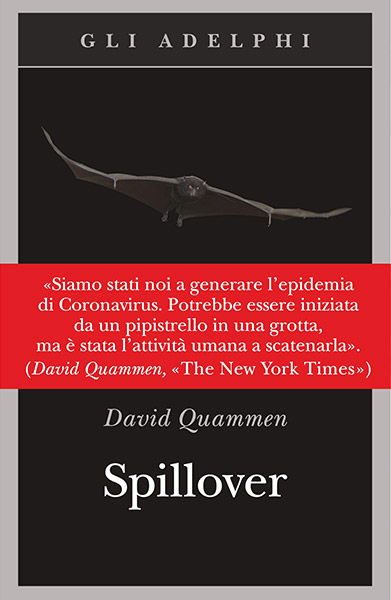 GLI ADELPHI
«Siamo stati noi a generare l’epidemia
di Coronavirus. Potrebbe essere iniziata
da un pipistrello in una grotta,
ma è stata l’attività umana a scatenarla».
(David Quammen, «The New York Times»)
David Quammen
Spillover